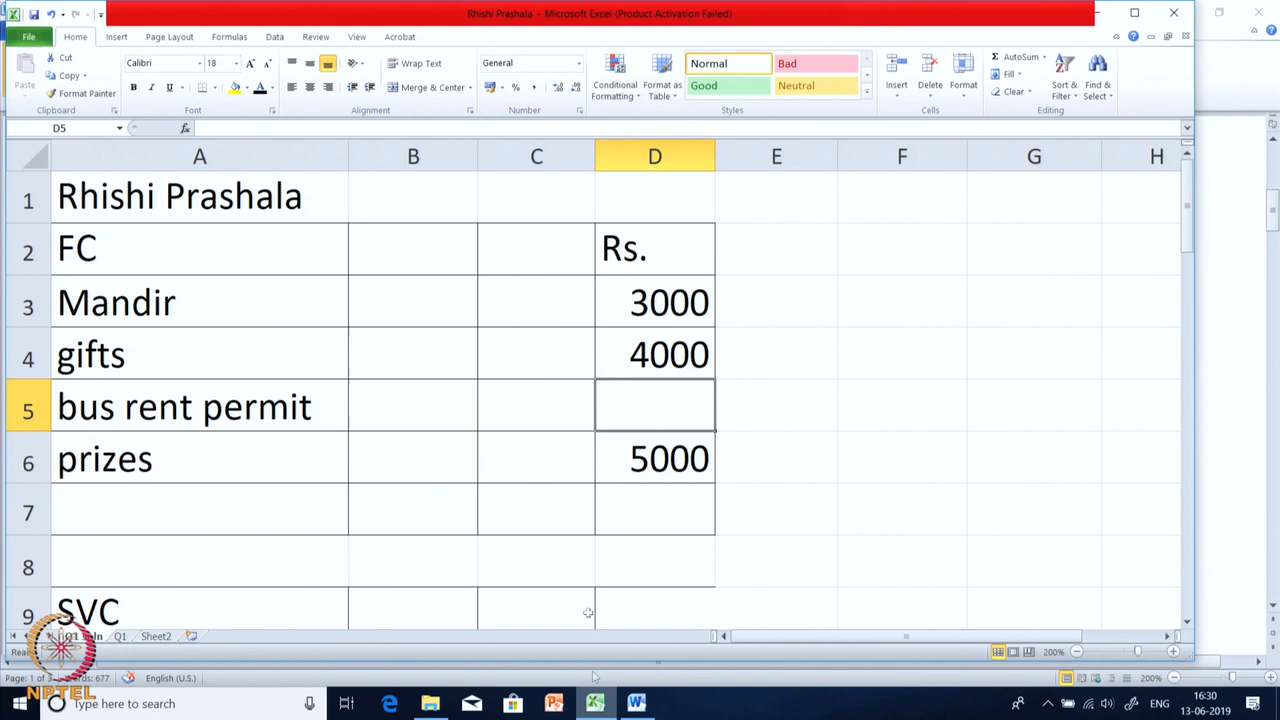 Rhishi Prashala - Microsoft Excel (Product Activation Failed)
File Home Insert Page Layout Formulas Data Review View Acrobat
Cut
Copy
Format Painter
Paste
Clipboard
Calibri 18
B I U
Font
Wrap Text
Merge & Center
Alignment
General
Number
Conditional Formatting
Format as Table
Normal Bad
Good Neutral
Styles
Insert Delete Format
Cells
AutoSum
Fill
Clear
Sort & Filter
Find & Select
Editing
D5 fx
A B C D E F G H
1 Rhishi Prashala
2 FC Rs.
3 Mandir 3000
4 gifts 4000
5 bus rent permit
6 prizes 5000
7
8
9 SVC
Q1 Sheet2
200%
Page: 1 of 3 Words: 677 English (U.S.) 200%
NPTEL
Type here to search
ENG
16:30
13-06-2019